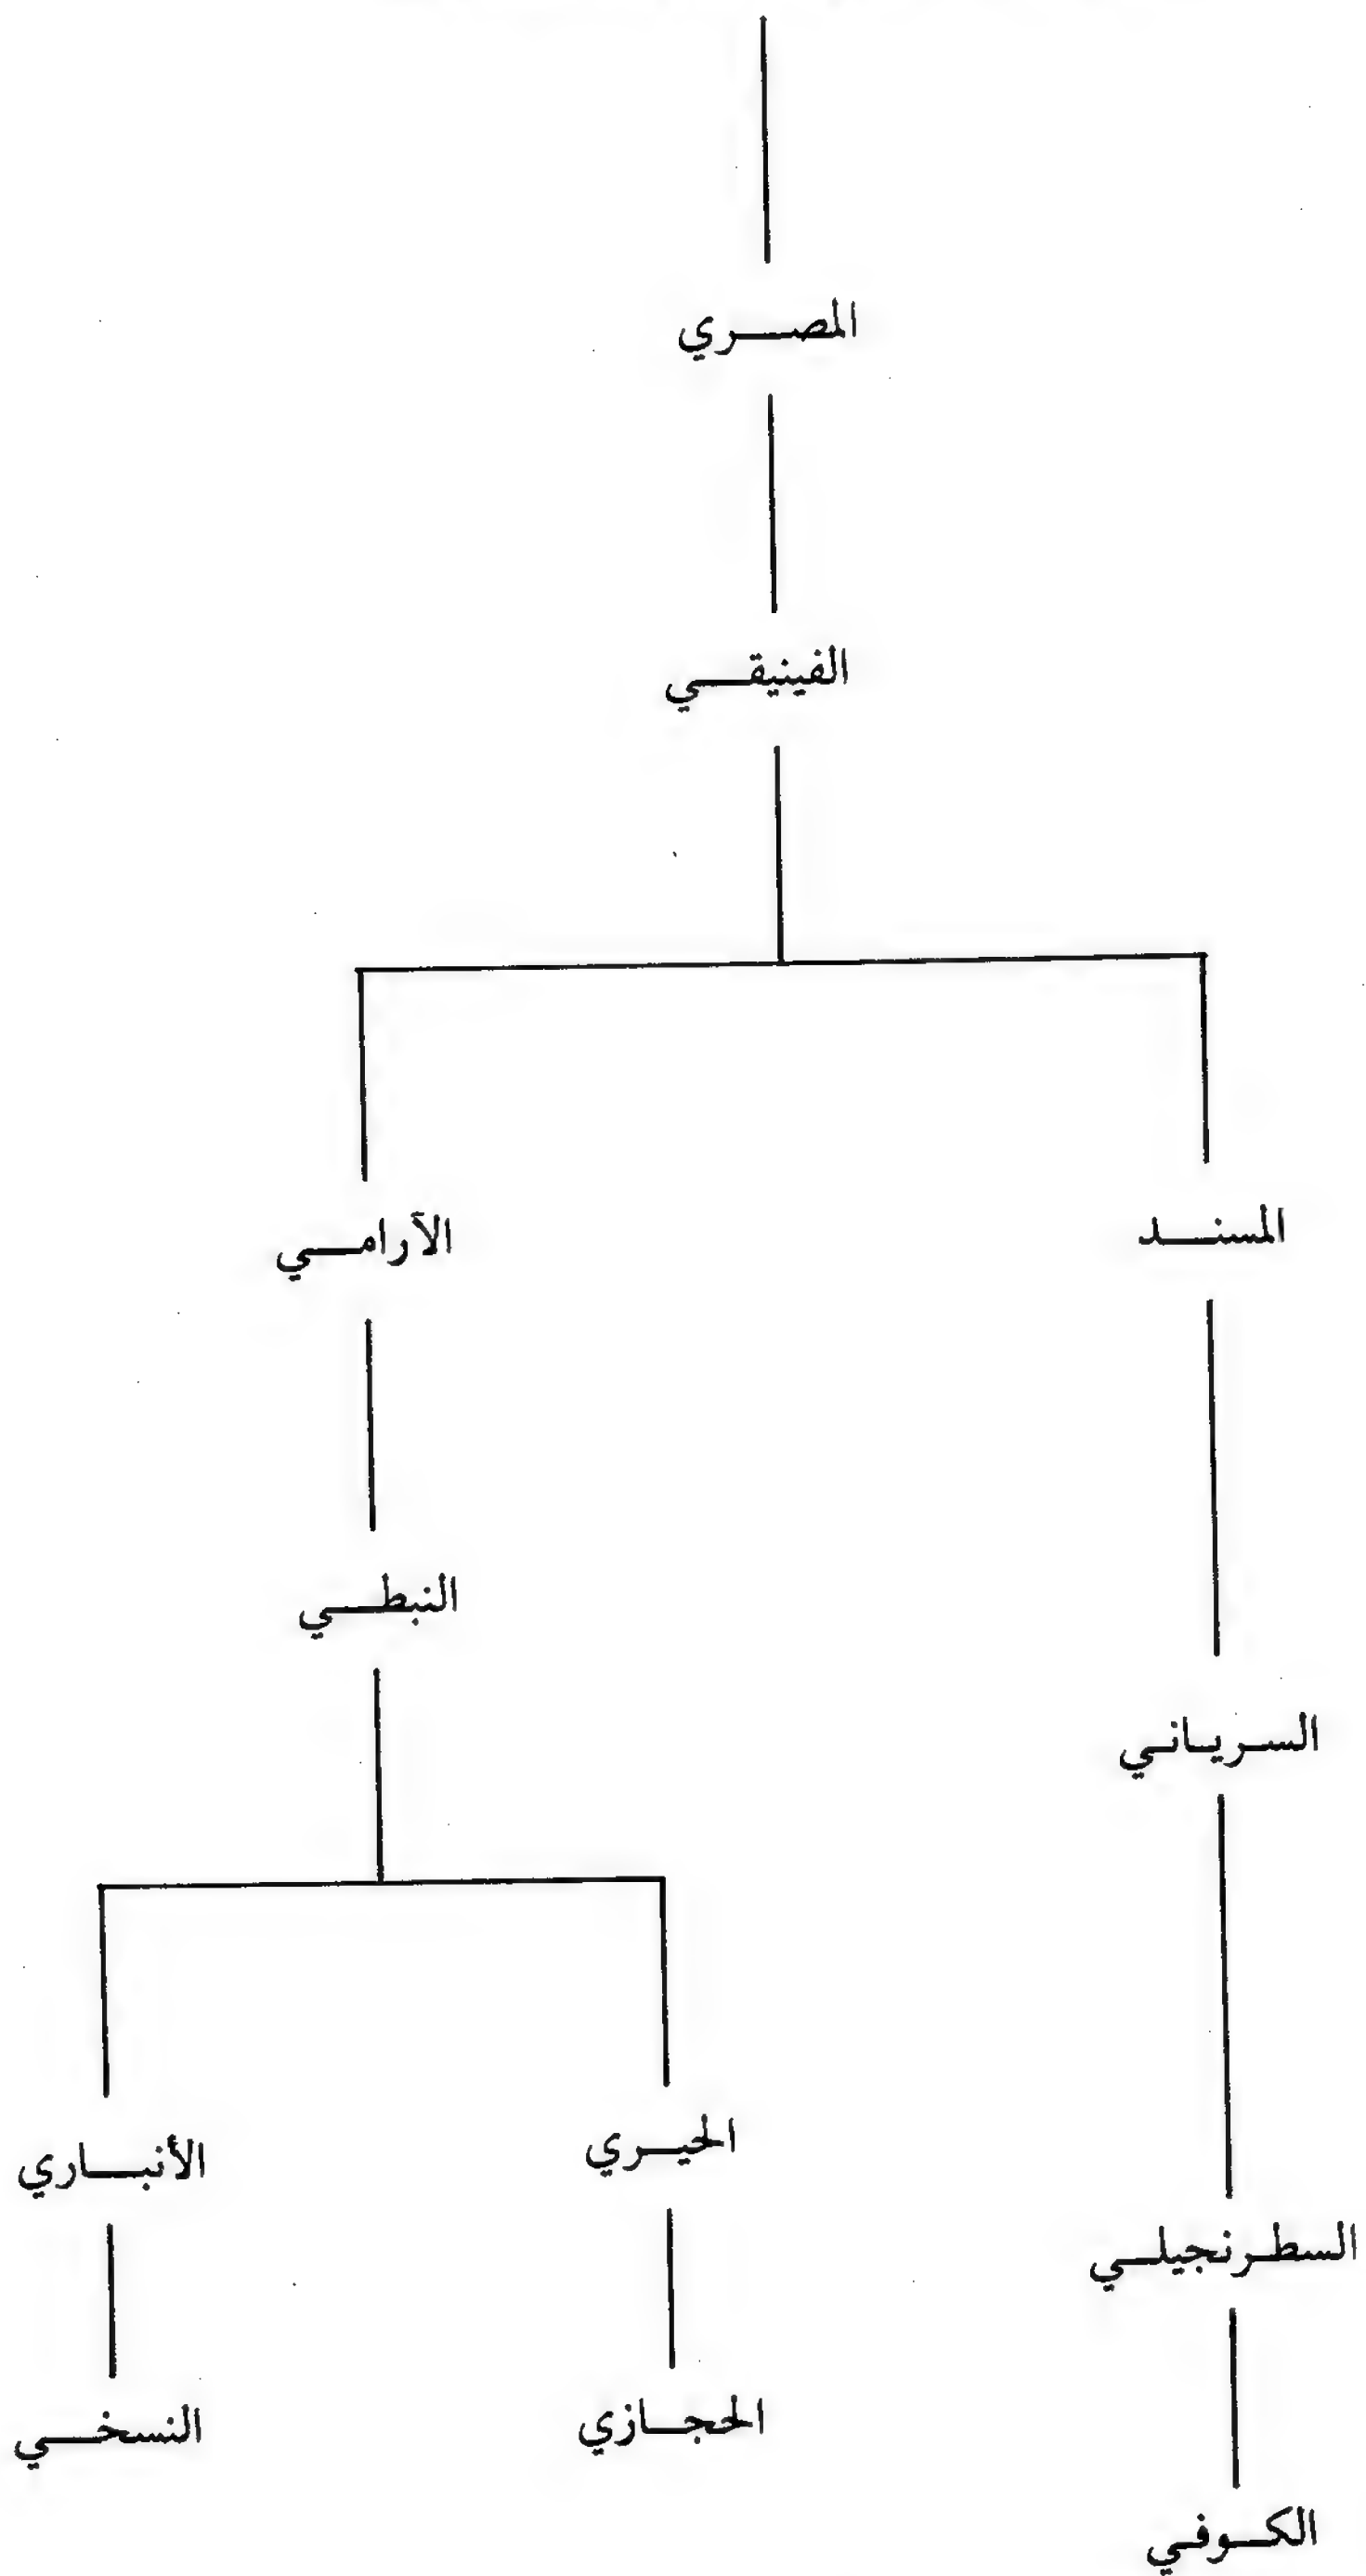 المصري
الفينيقي
المسند
الآرامي
النبطي
السرياني
الحيري
الأنباري
السطرنجيلي
الحجازي
النسخي
الكوفي